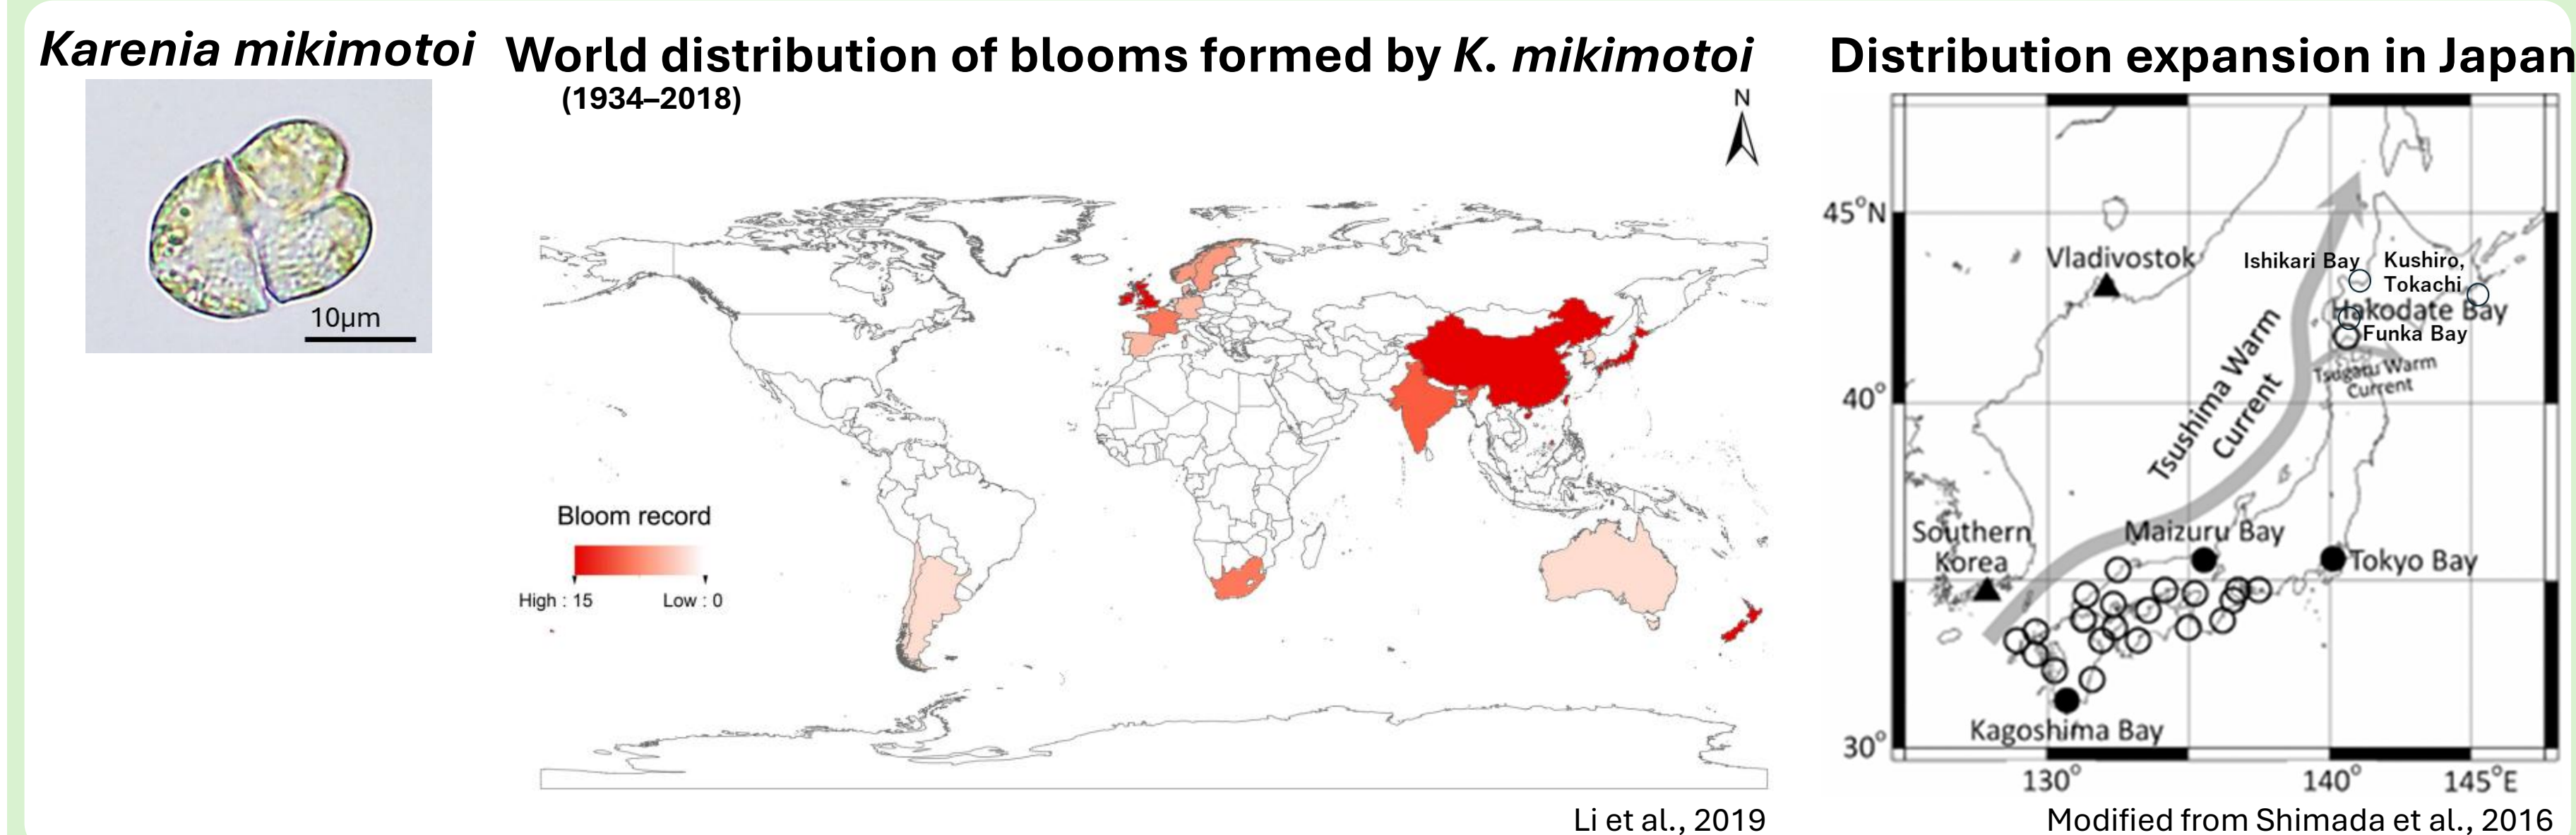 Karenia mikimotoi
10μm
World distribution of blooms formed by K. mikimotoi
(1934–2018)
N
Bloom record
High : 15
Low : 0
Li et al., 2019
Distribution expansion in Japan
45°N
40°
30°
130°
140°
145°E
Vladivostok
Ishikari Bay
Kushiro,
Tokachi
Hakodate Bay
Funka Bay
Tsugaru Warm
Current
Tsushima Warm
Current
Southern
Korea
Maizuru Bay
Tokyo Bay
Kagoshima Bay
Modified from Shimada et al., 2016